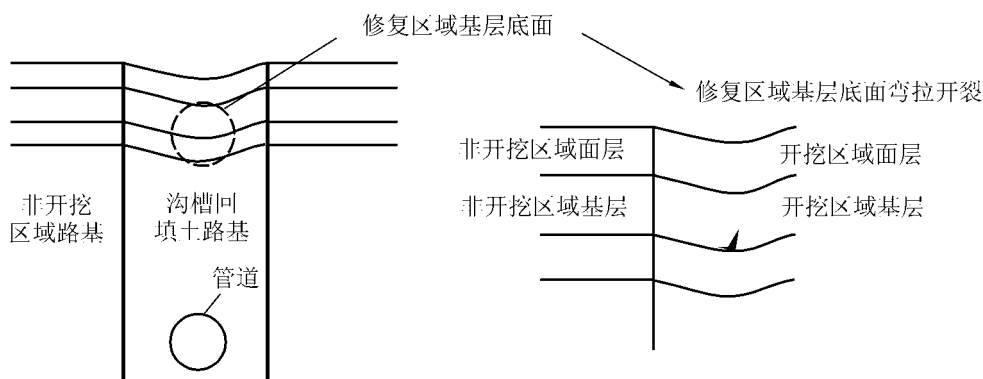 修复区域基层底面
修复区域基层底面弯拉开裂
非开挖区域面层
开挖区域面层
非开挖区域基层
开挖区域基层
非开挖
区域路基
沟槽回
填土路基
管道